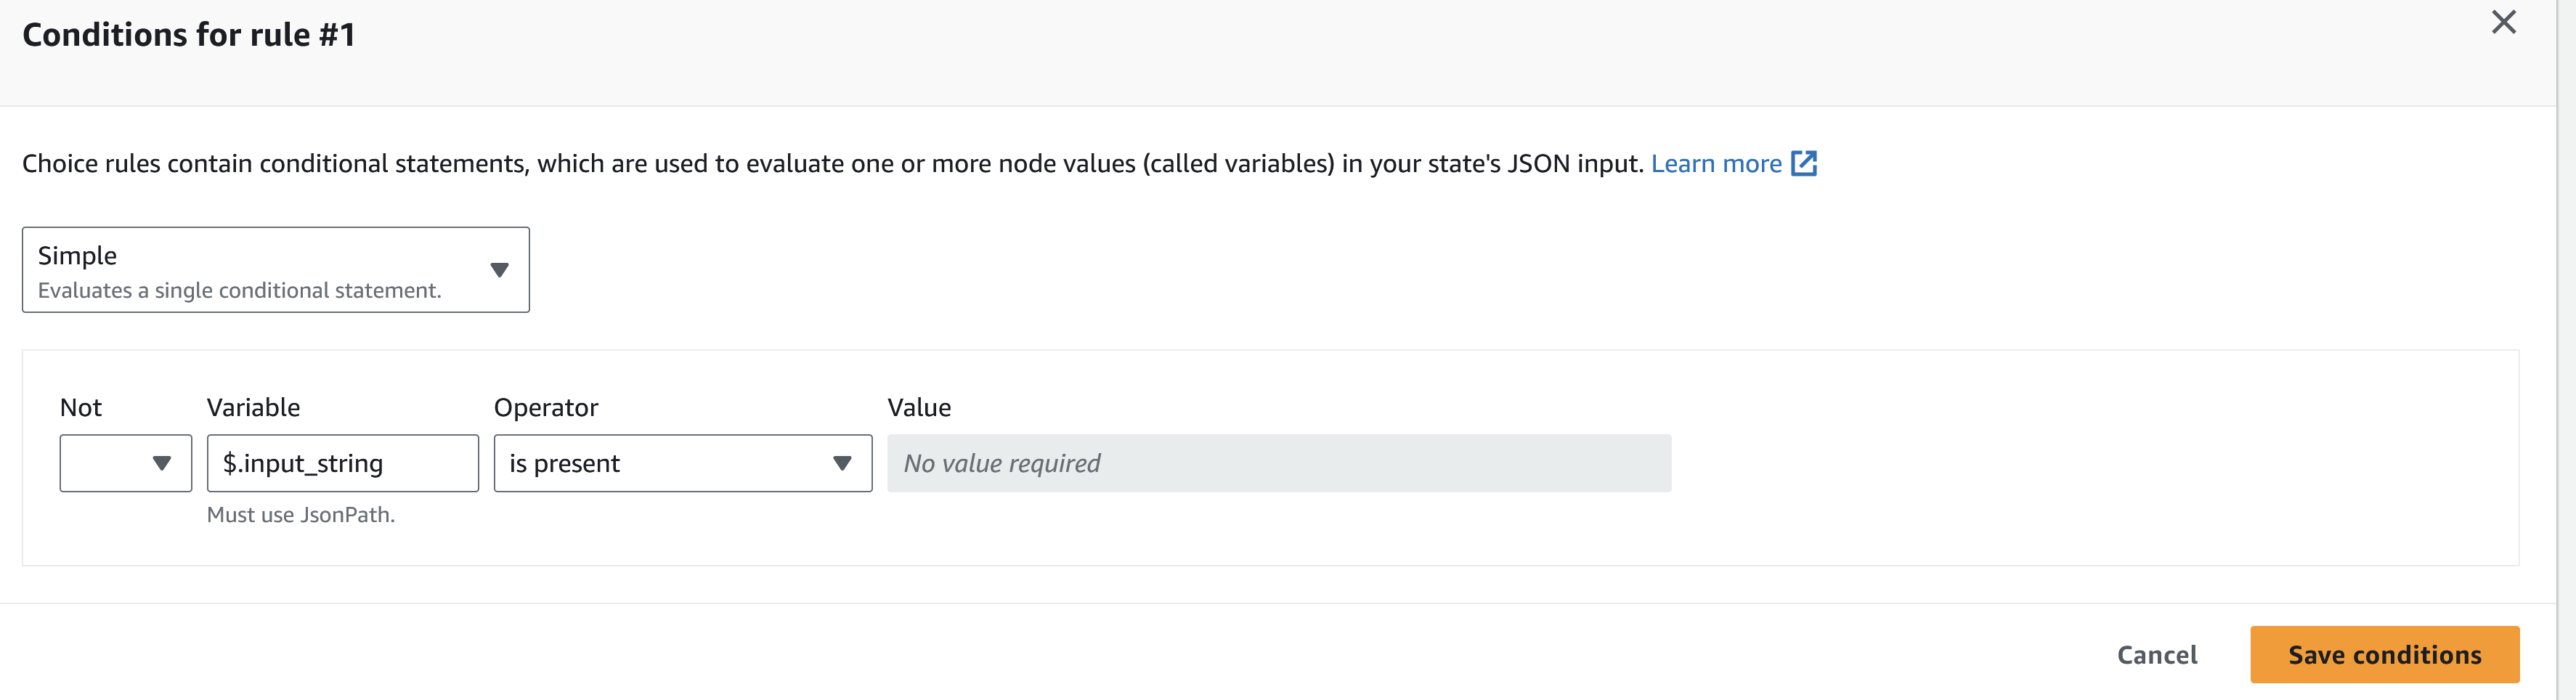 Conditions for rule #1
Choice rules contain conditional statements, which are used to evaluate one or more node values (called variables) in your state's JSON input. Learn more
Simple
Evaluates a single conditional statement.
Not Variable Operator Value
$.input_string is present No value required
Must use JsonPath.
Cancel Save conditions